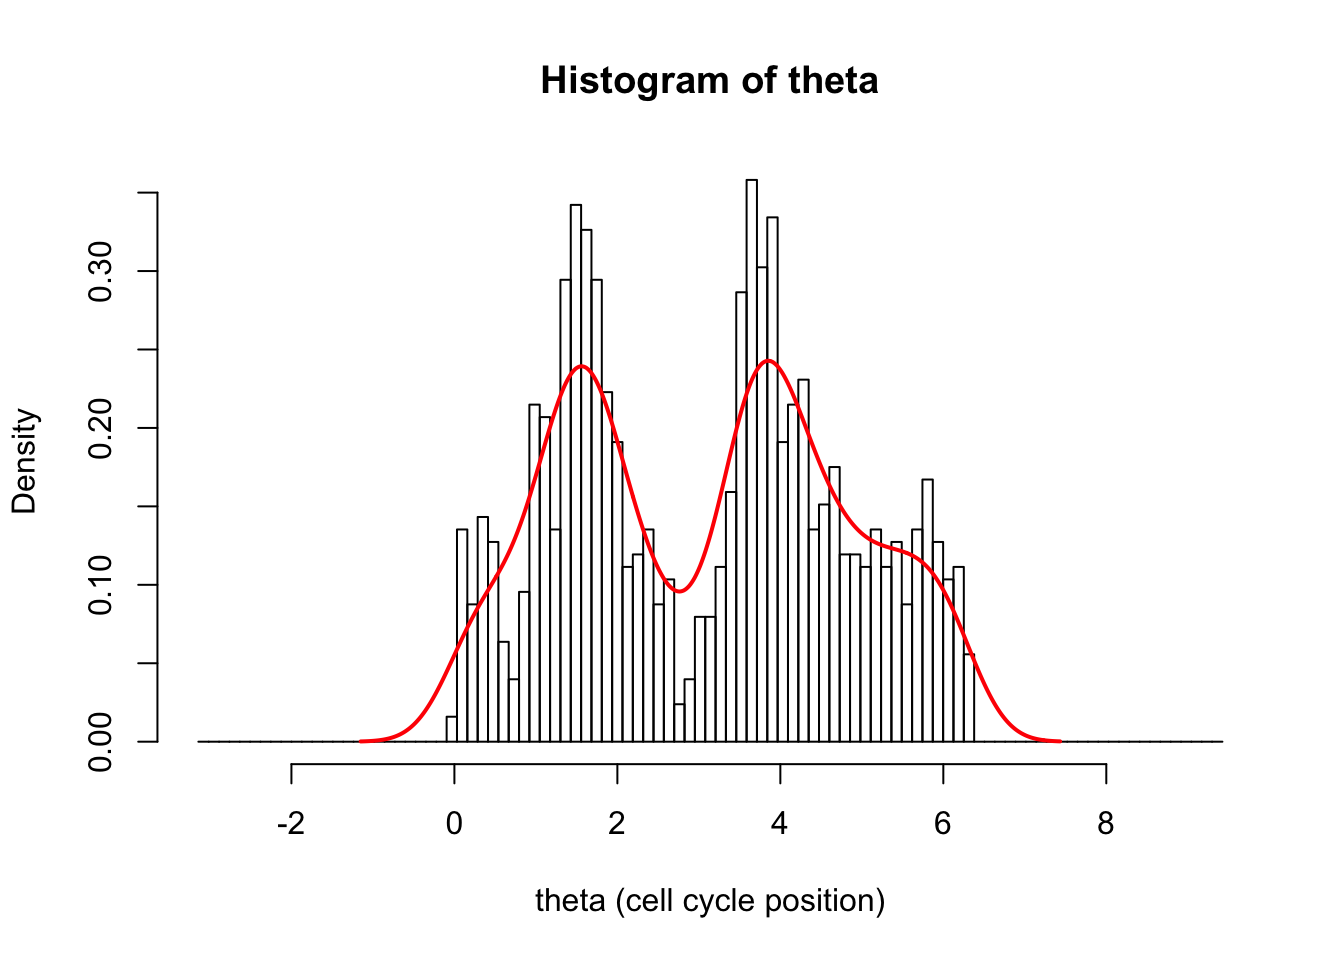 Histogram of theta
Density
0.30
0.20
0.10
0.00
-2 0 2 4 6 8
theta (cell cycle position)